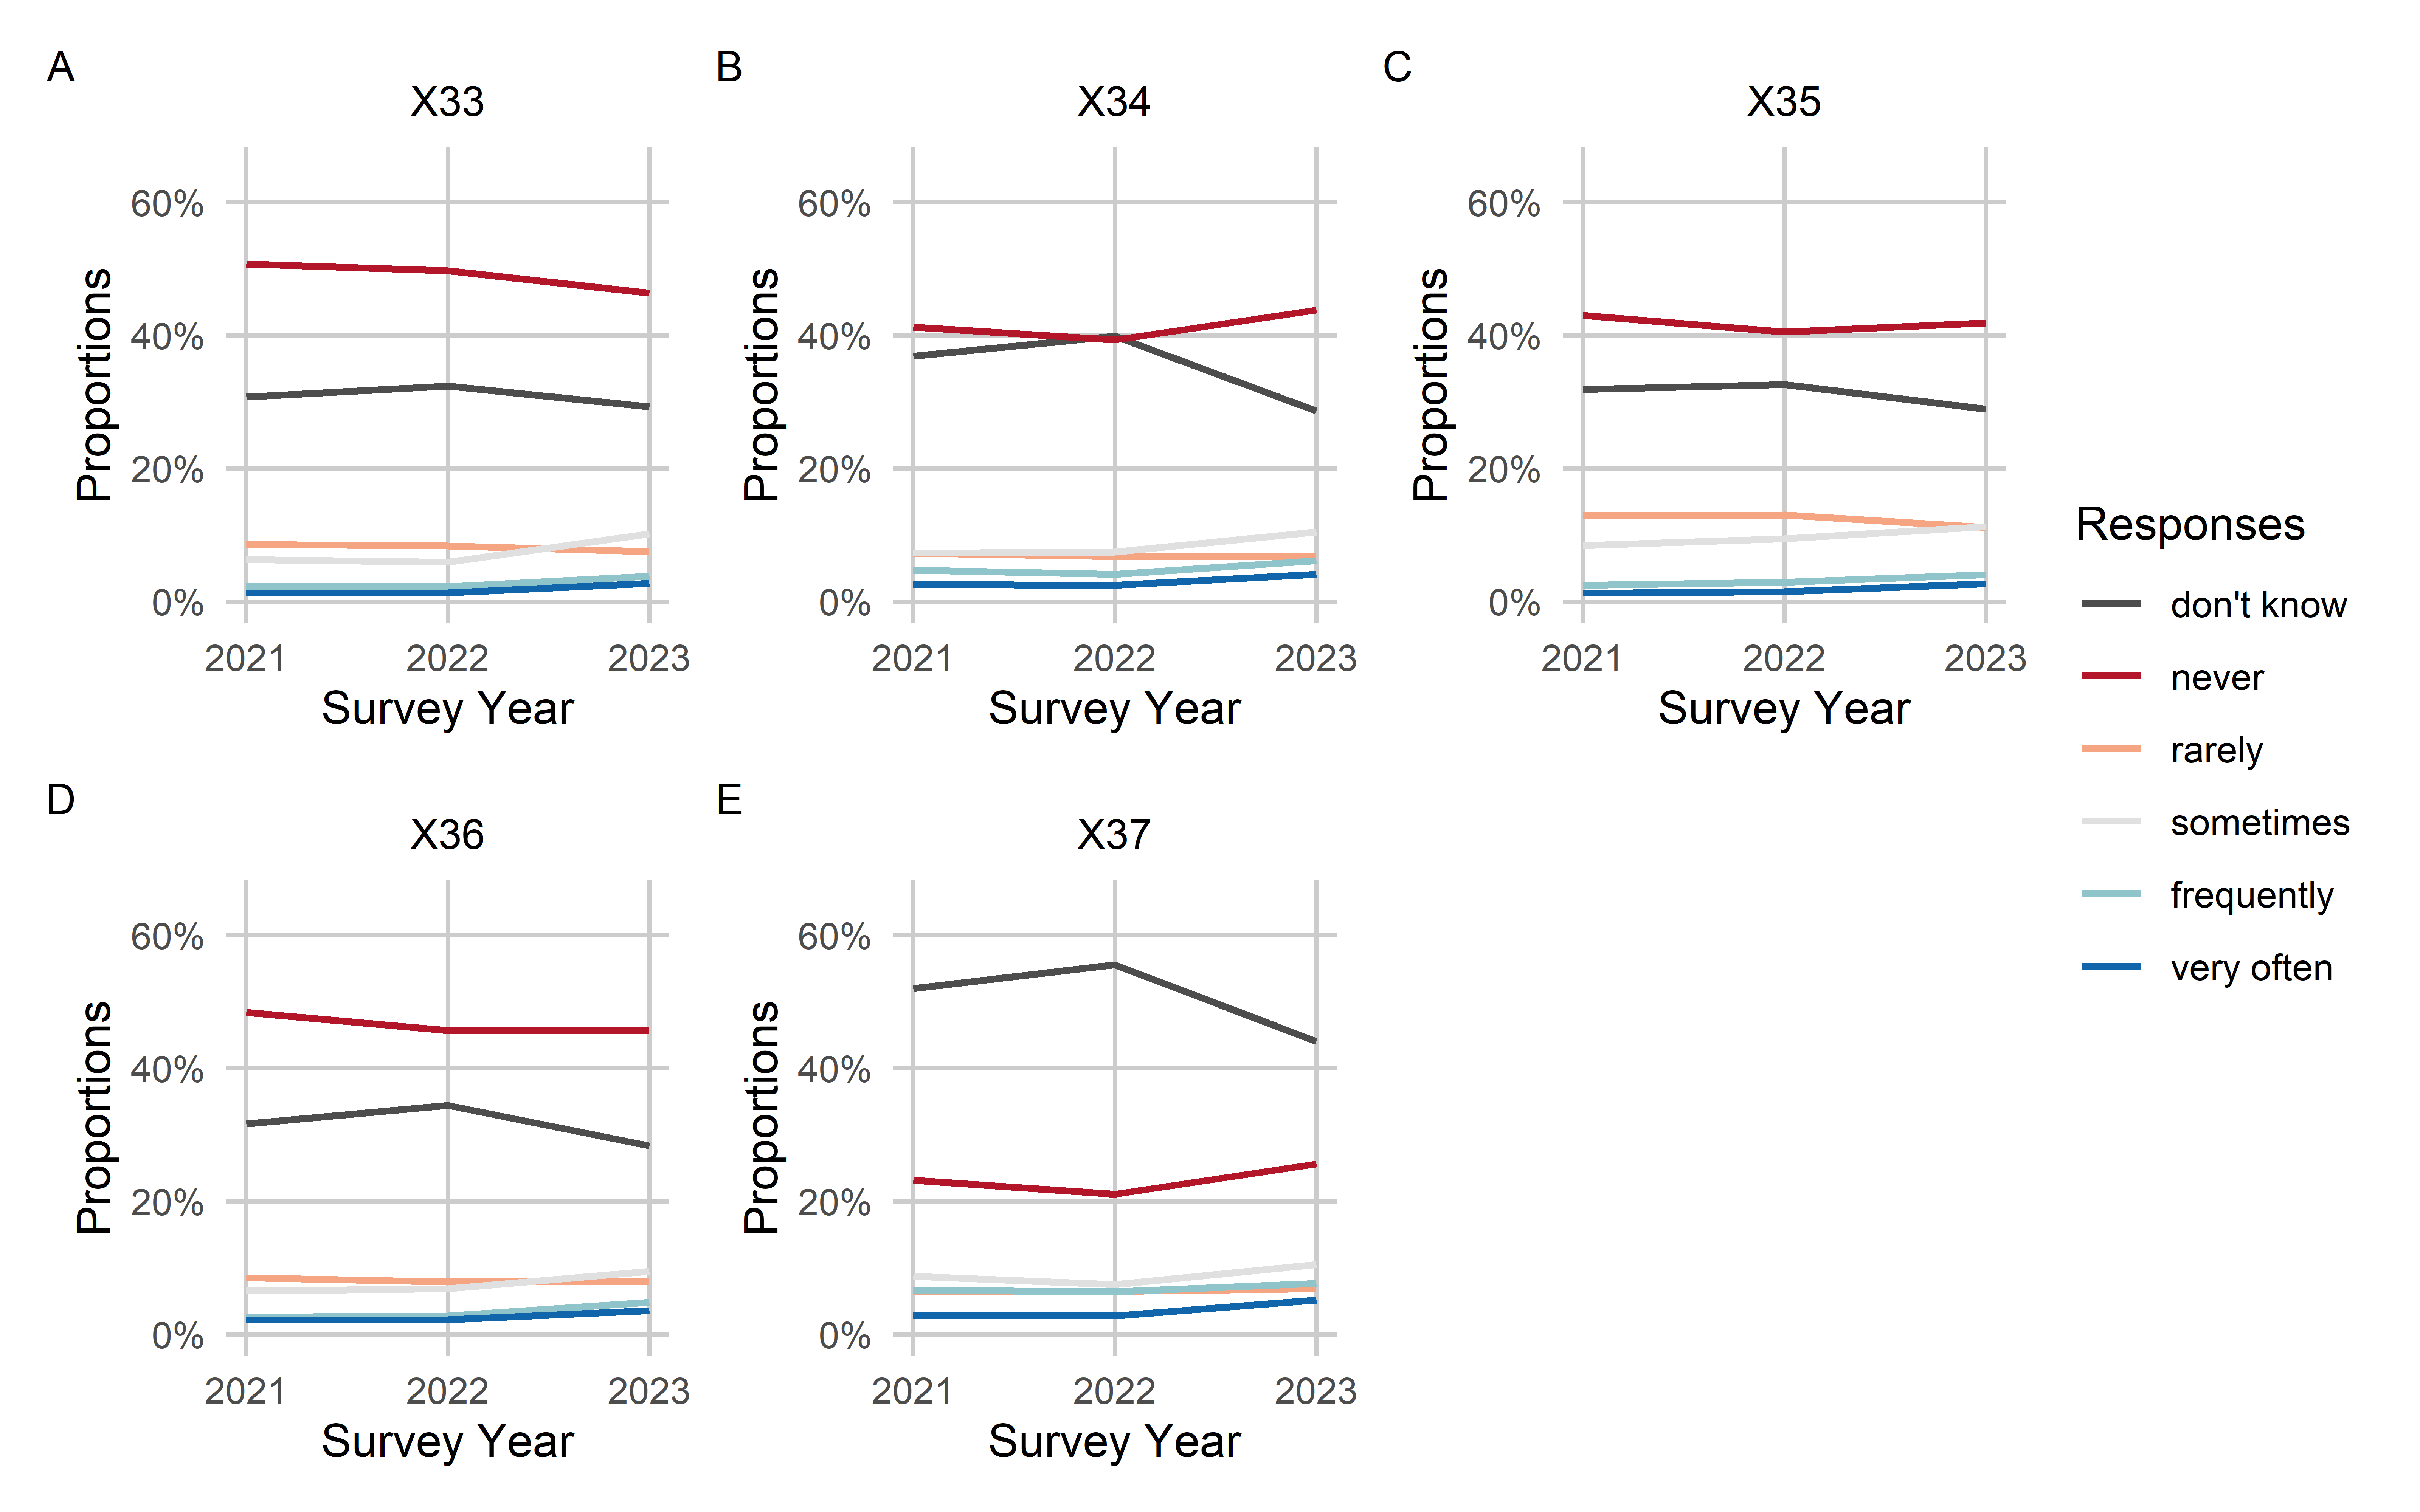 A
X33
60%
40%
20%
0%
Proportions
2021 2022 2023
Survey Year
B
X34
60%
40%
20%
0%
Proportions
2021 2022 2023
Survey Year
C
X35
60%
40%
20%
0%
Proportions
2021 2022 2023
Survey Year
D
X36
60%
40%
20%
0%
Proportions
2021 2022 2023
Survey Year
E
X37
60%
40%
20%
0%
Proportions
2021 2022 2023
Survey Year
Responses
don't know
never
rarely
sometimes
frequently
very often